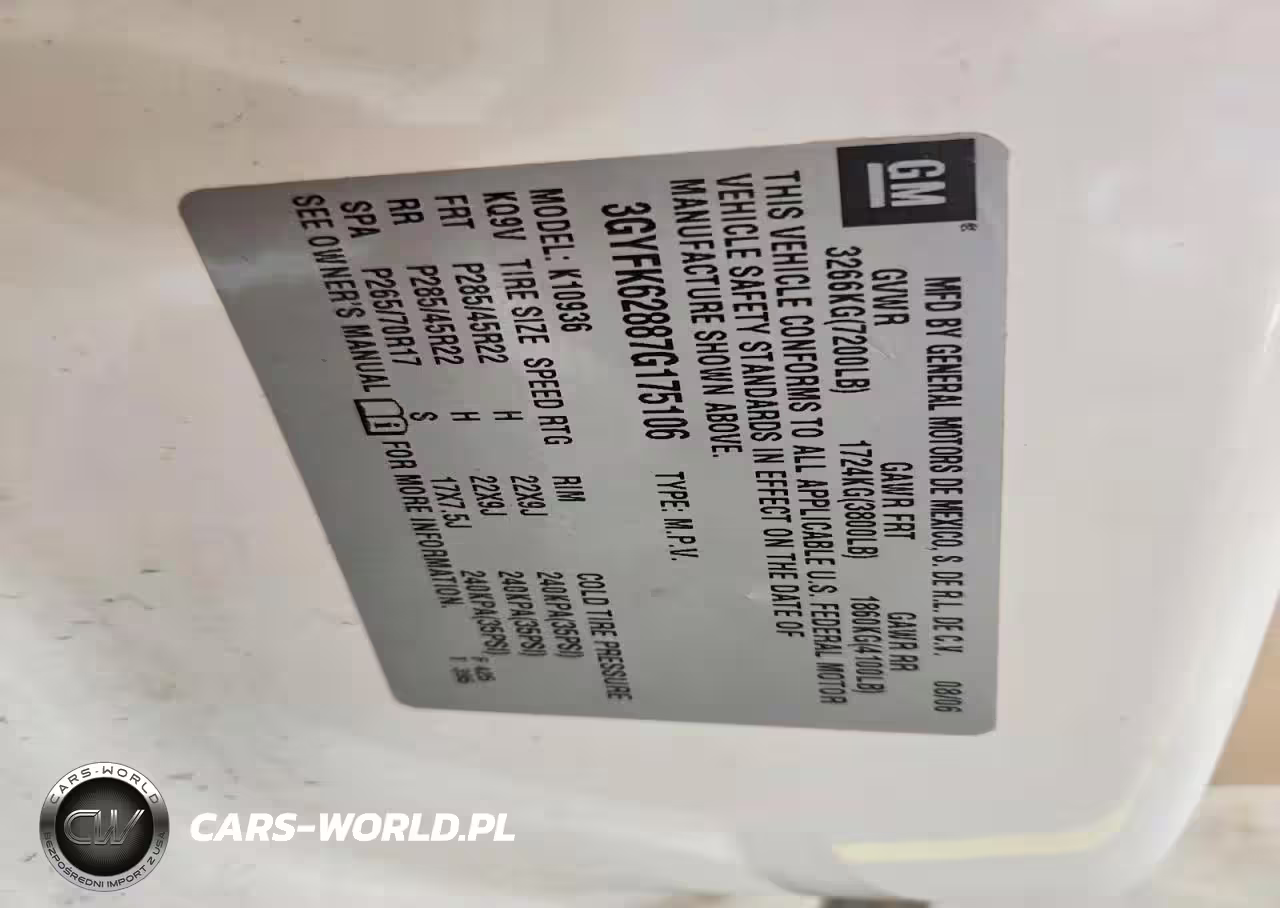 GM ®
MFD BY GENERAL MOTORS DE MEXICO, S. DE R.L. DE C.V. 08/06
GVWR GAWR FRT GAWR RR
3266KG(7200LB) 1724KG(3800LB) 1860KG(4100LB)
THIS VEHICLE CONFORMS TO ALL APPLICABLE U.S. FEDERAL MOTOR
VEHICLE SAFETY STANDARDS IN EFFECT ON THE DATE OF
MANUFACTURE SHOWN ABOVE.
3GYFK62887G175106 TYPE: M.P.V.
MODEL: K10936
KQ9V TIRE SIZE SPEED RTG RIM COLD TIRE PRESSURE
FRT P285/45R22 H 22X9J 240KPA(35PSI)
RR P285/45R22 H 22X9J 240KPA(35PSI)
SPA P265/70R17 S 17X7.5J 240KPA(35PSI)
SEE OWNER'S MANUAL FOR MORE INFORMATION.
CARS-WORLD
CW
BEZPOŚREDNI IMPORT Z USA
CARS-WORLD.PL